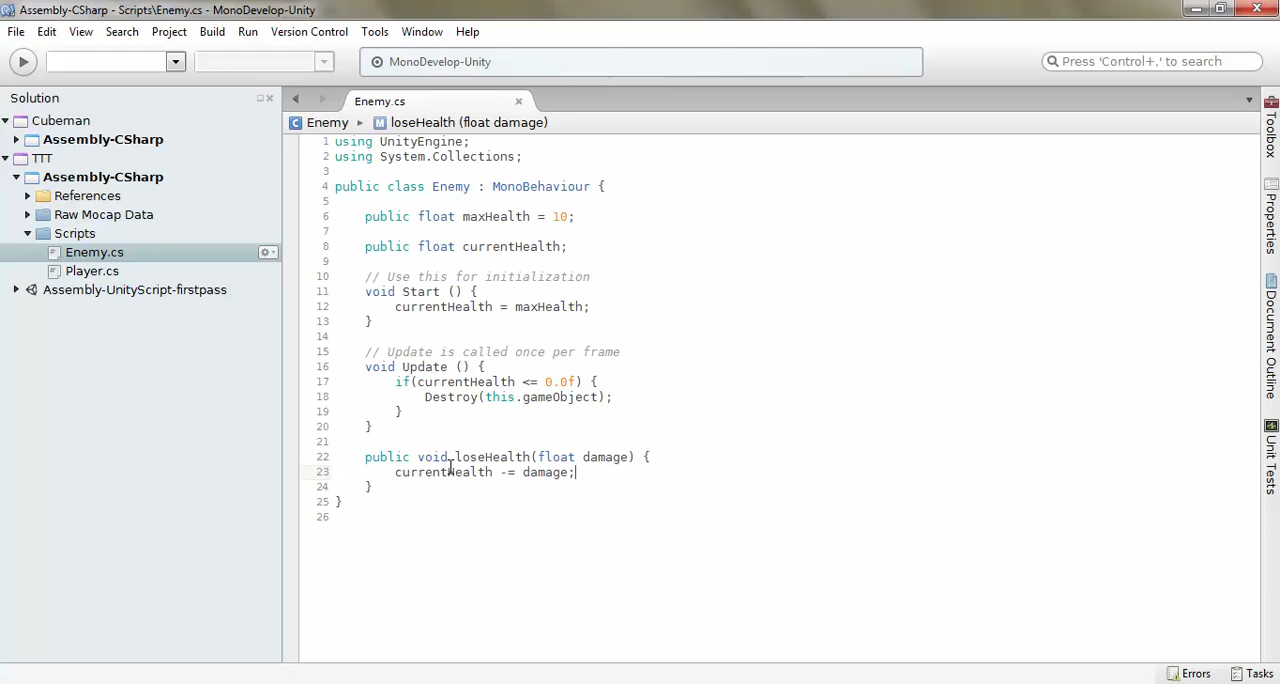 Assembly-CSharp - Scripts\Enemy.cs - MonoDevelop-Unity
File Edit View Search Project Build Run Version Control Tools Window Help
MonoDevelop-Unity
Press 'Control+,' to search
Solution
Cubeman
Assembly-CSharp
TTT
Assembly-CSharp
References
Raw Mocap Data
Scripts
Enemy.cs
Player.cs
Assembly-UnityScript-firstpass
Enemy.cs
Enemy loseHealth (float damage)
1 using UnityEngine;
2 using System.Collections;
3
4 public class Enemy : MonoBehaviour {
5
6 public float maxHealth = 10;
7
8 public float currentHealth;
9
10 // Use this for initialization
11 void Start () {
12 currentHealth = maxHealth;
13 }
14
15 // Update is called once per frame
16 void Update () {
17 if(currentHealth <= 0.0f) {
18 Destroy(this.gameObject);
19 }
20 }
21
22 public void loseHealth(float damage) {
23 currentHealth -= damage;
24 }
25 }
26
Toolbox
Properties
Document Outline
Unit Tests
Errors Tasks